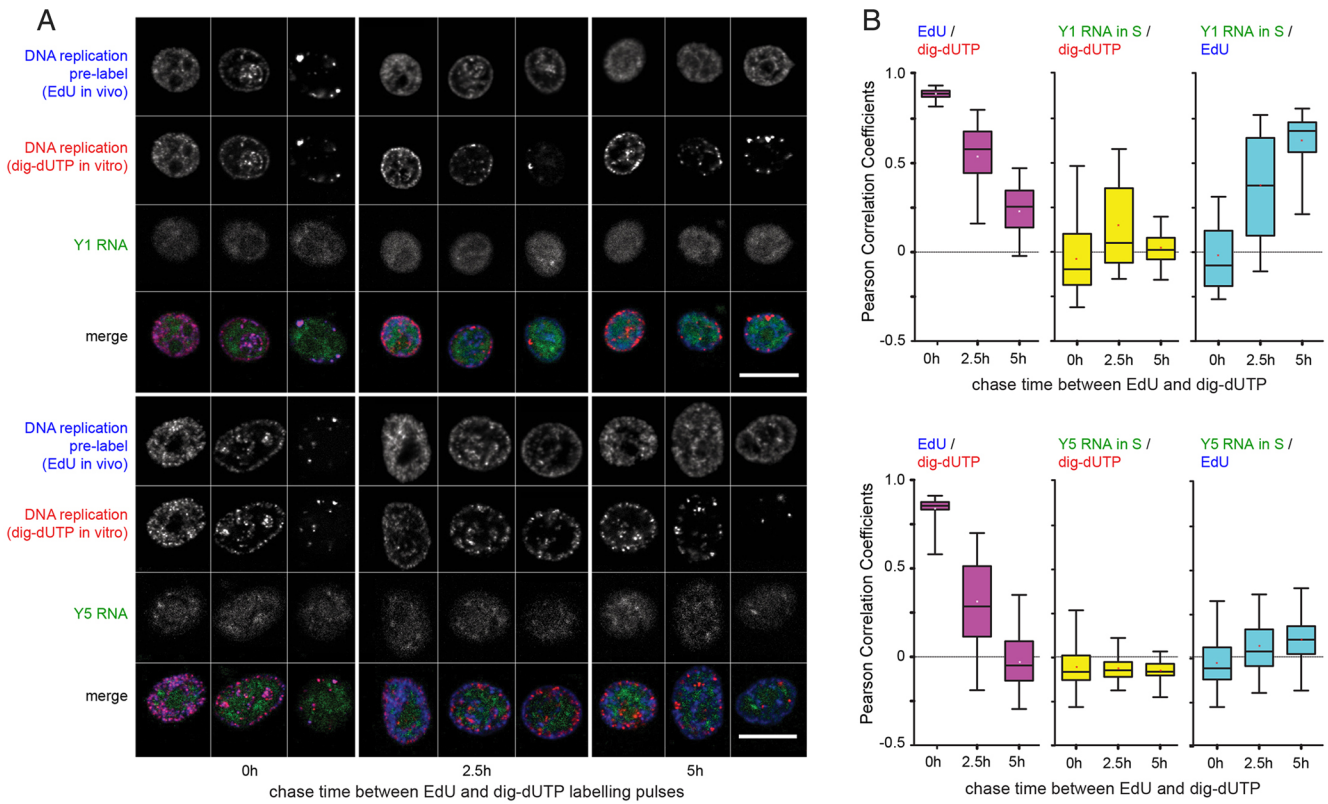 A
DNA replication
pre-label
(EdU in vivo)
DNA replication
(dig-dUTP in vitro)
Y1 RNA
merge
DNA replication
pre-label
(EdU in vivo)
DNA replication
(dig-dUTP in vitro)
Y5 RNA
merge
0h 2.5h 5h
chase time between EdU and dig-dUTP labelling pulses
B
EdU / dig-dUTP
Y1 RNA in S / dig-dUTP
Y1 RNA in S / EdU
Pearson Correlation Coefficients
1.0
0.5
0
-0.5
0h 2.5h 5h 0h 2.5h 5h 0h 2.5h 5h
chase time between EdU and dig-dUTP
EdU / dig-dUTP
Y5 RNA in S / dig-dUTP
Y5 RNA in S / EdU
Pearson Correlation Coefficients
1.0
0.5
0
-0.5
0h 2.5h 5h 0h 2.5h 5h 0h 2.5h 5h
chase time between EdU and dig-dUTP